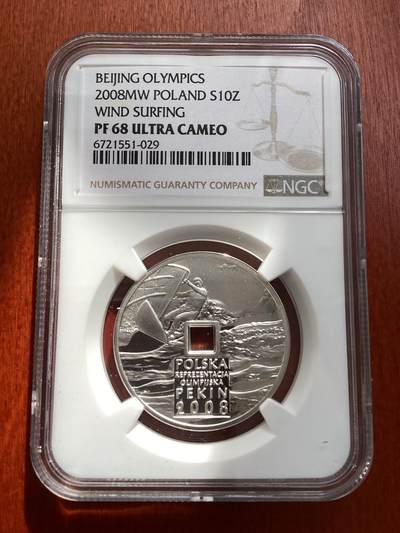 BEIJING OLYMPICS
2008MW POLAND S10Z
WIND SURFING
PF 68 ULTRA CAMEO
6721551-029
NUMISMATIC GUARANTY COMPANY
NGC
POLSKA
REPREZENTACJA
OLIMPIJSKA
PEKIN
2008